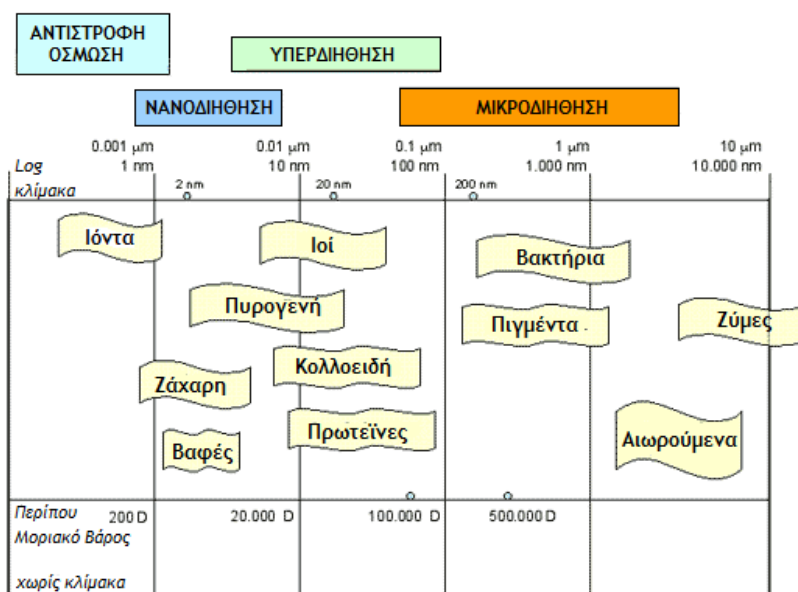 ΑΝΤΙΣΤΡΟΦΗ
ΟΣΜΩΣΗ
ΥΠΕΡΔΙΗΘΗΣΗ
ΝΑΝΟΔΙΗΘΗΣΗ
ΜΙΚΡΟΔΙΗΘΗΣΗ
0.001 μm
0.01 μm
0.1 μm
1 μm
10 μm
Log
1 nm
10 nm
100 nm
1.000 nm
10.000 nm
κλίμακα
2 nm
20 nm
200 nm
Ιόντα
Ιοί
Βακτήρια
Πυρογενή
Πιγμέντα
Ζύμες
Ζάχαρη
Κολλοειδή
Βαφές
Πρωτεϊνες
Αιωρούμενα
Περίπου
Μοριακό Βάρος
200 D
20.000 D
100.000 D
500.000 D
χωρίς κλίμακα